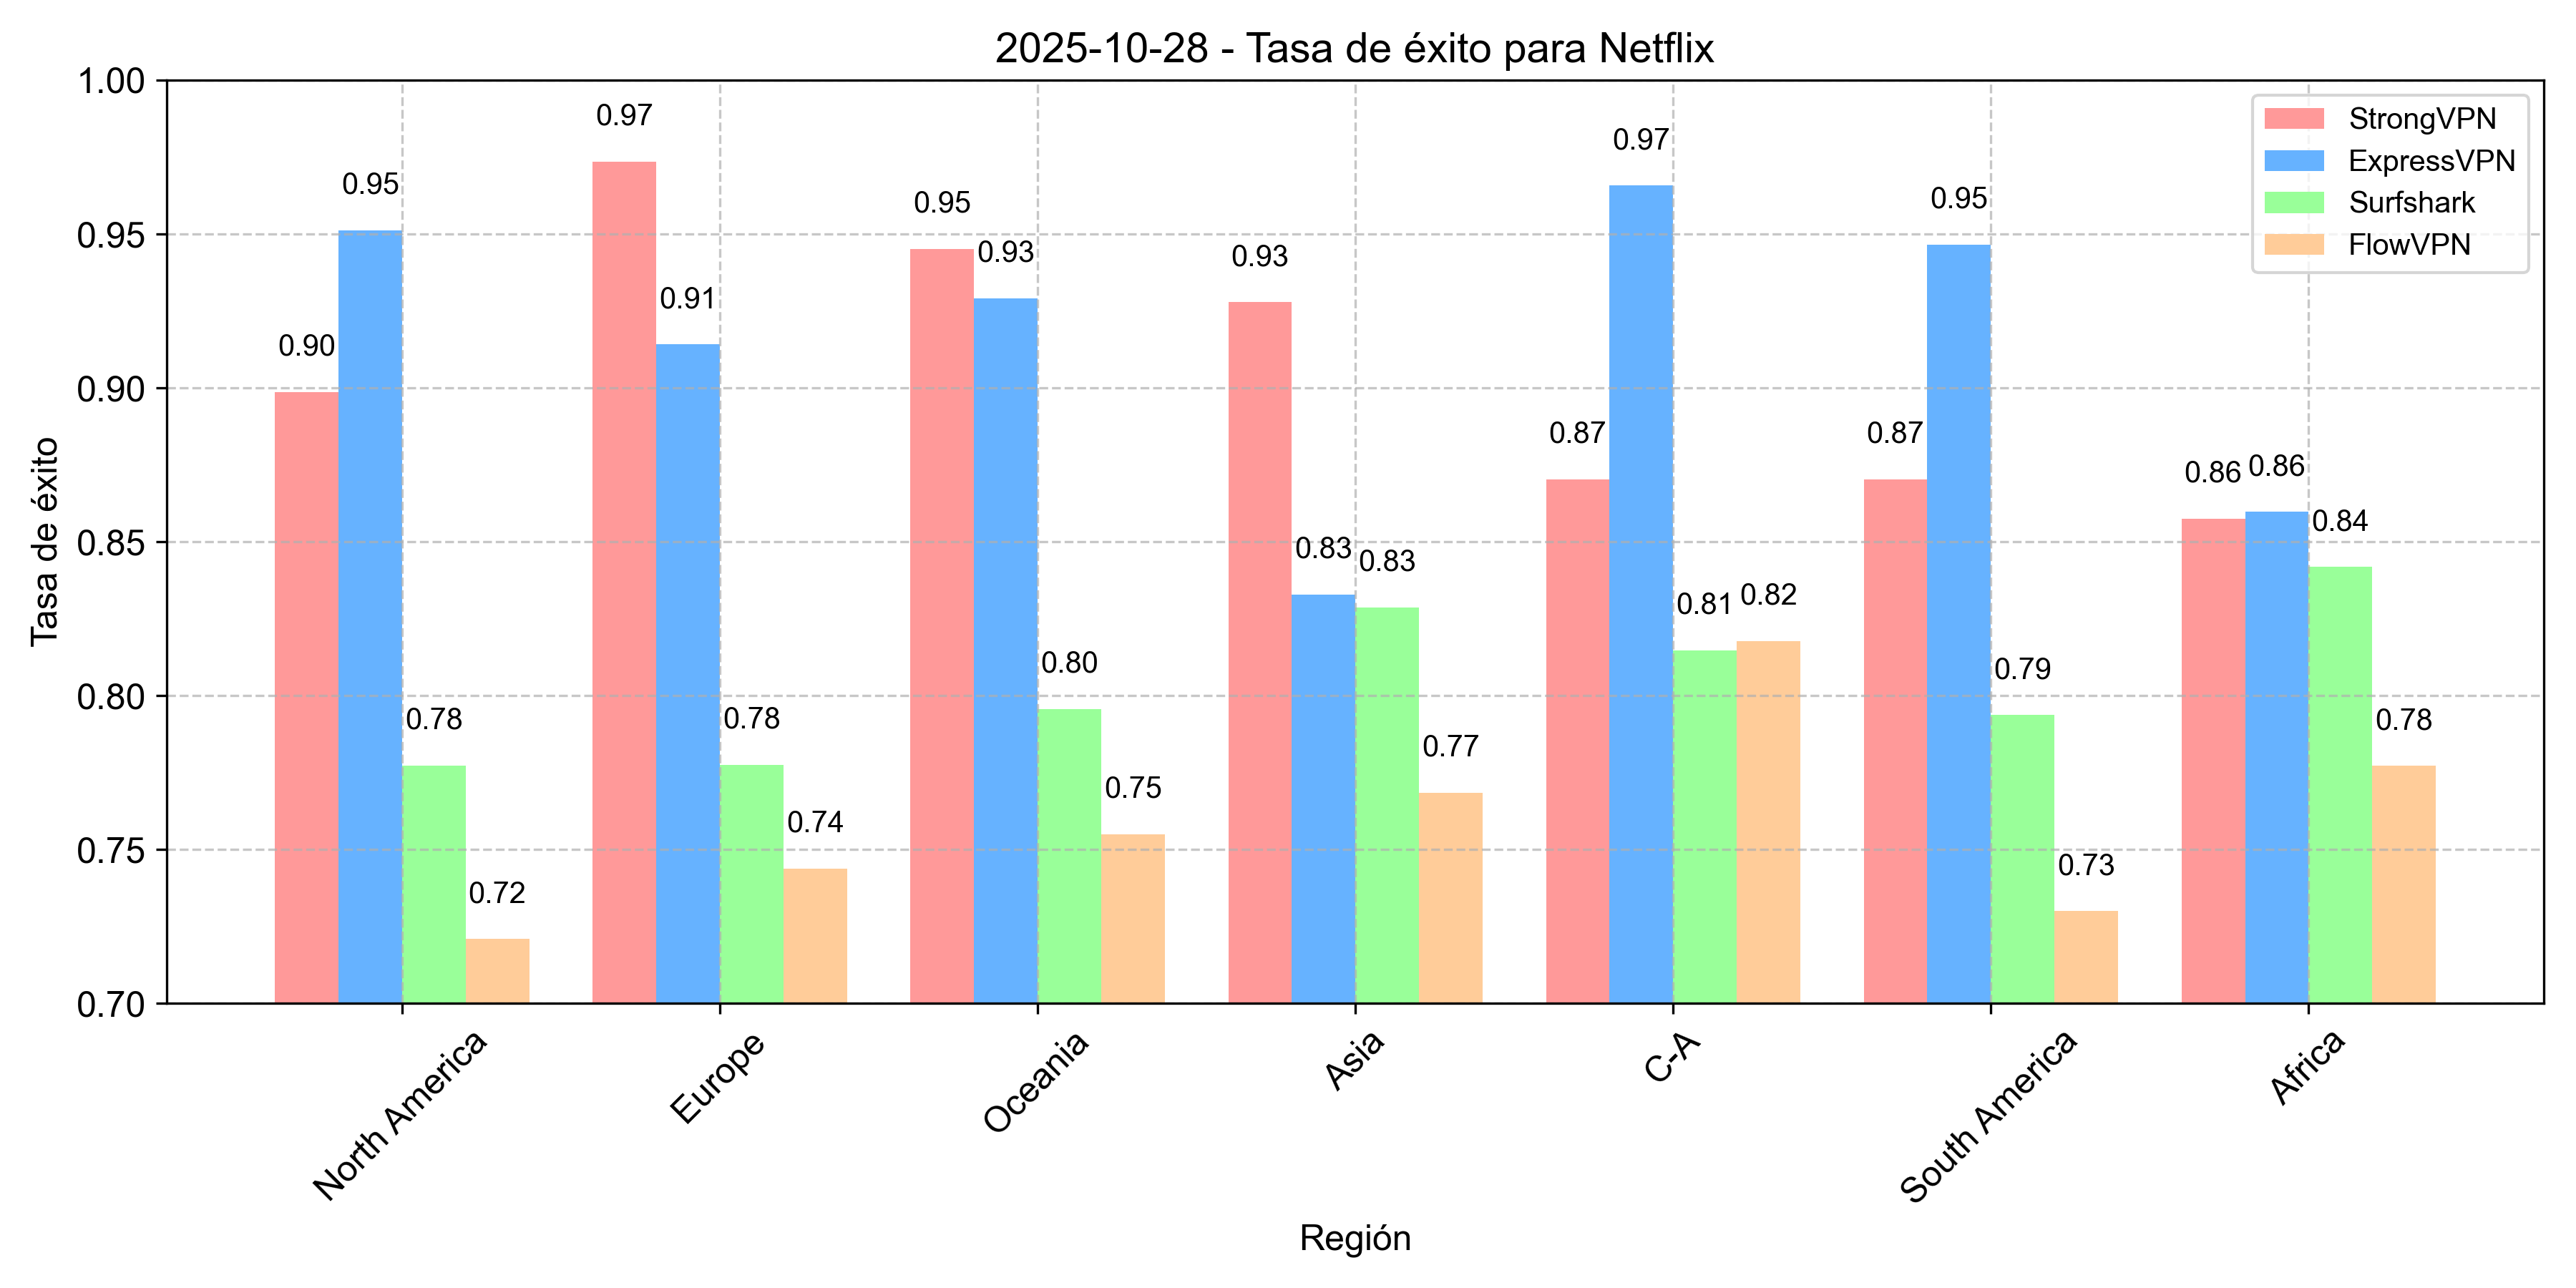 2025-10-28 - Tasa de éxito para Netflix
Tasa de éxito
1.00
0.95
0.90
0.85
0.80
0.75
0.70
StrongVPN
ExpressVPN
Surfshark
FlowVPN
0.90
0.95
0.78
0.72
0.97
0.91
0.78
0.74
0.95
0.93
0.80
0.75
0.93
0.83
0.83
0.77
0.87
0.97
0.81
0.82
0.87
0.95
0.79
0.73
0.86
0.86
0.84
0.78
North America
Europe
Oceania
Asia
C-A
South America
Africa
Región